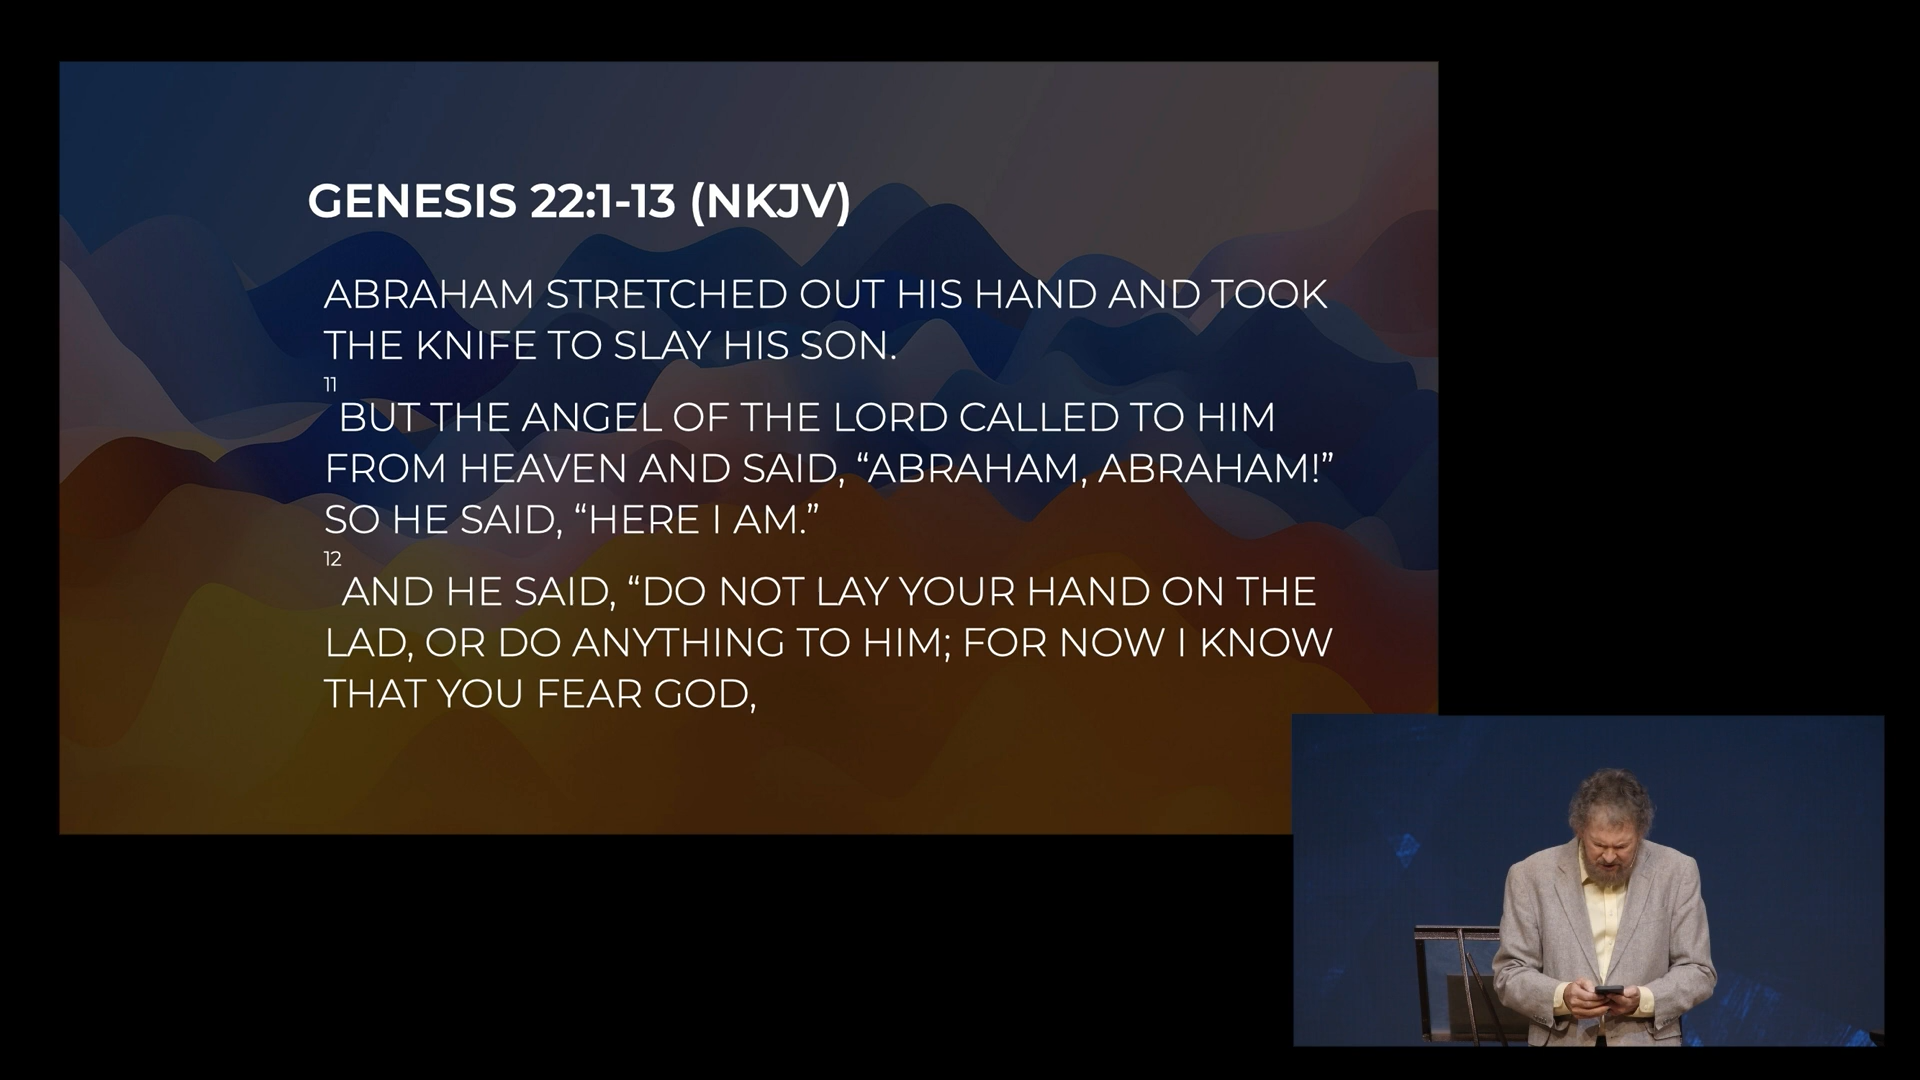 GENESIS 22:1-13 (NKJV)
ABRAHAM STRETCHED OUT HIS HAND AND TOOK
THE KNIFE TO SLAY HIS SON.
11
BUT THE ANGEL OF THE LORD CALLED TO HIM
FROM HEAVEN AND SAID, “ABRAHAM, ABRAHAM!”
SO HE SAID, “HERE I AM.”
12
AND HE SAID, “DO NOT LAY YOUR HAND ON THE
LAD, OR DO ANYTHING TO HIM; FOR NOW I KNOW
THAT YOU FEAR GOD,